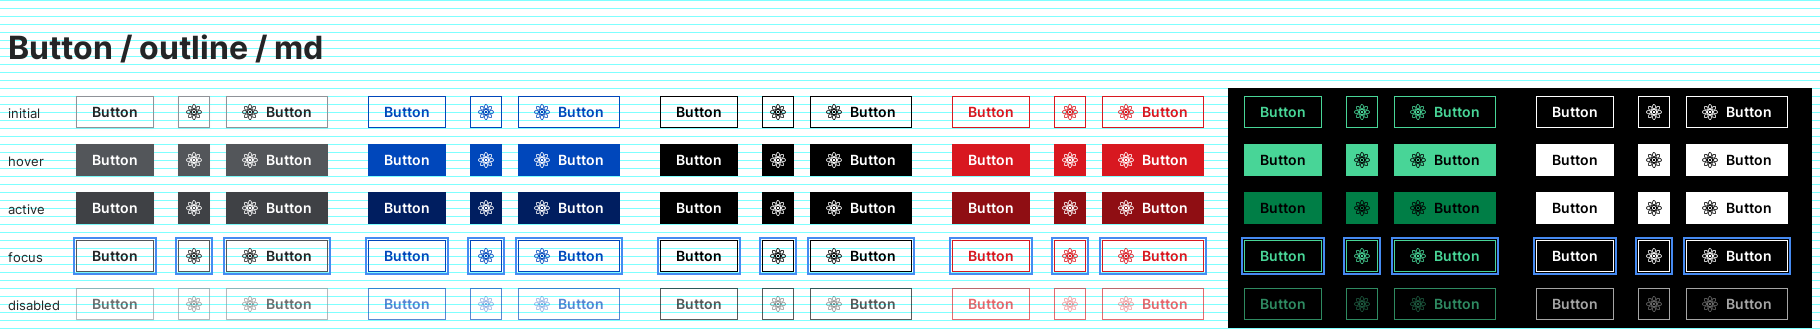 Button / outline / md
initial Button Button Button Button Button Button Button Button Button Button Button Button
hover Button Button Button Button Button Button Button Button Button Button Button Button
active Button Button Button Button Button Button Button Button Button Button Button Button
focus Button Button Button Button Button Button Button Button Button Button Button Button
disabled Button Button Button Button Button Button Button Button Button Button Button Button